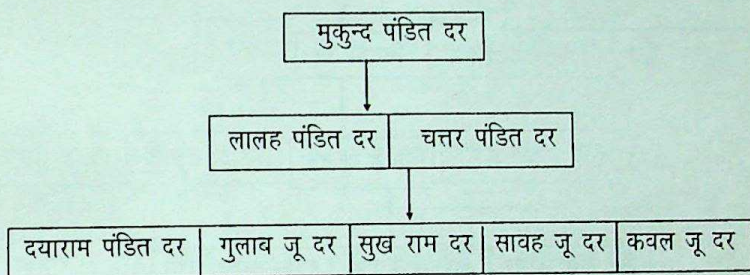 मुकुन्द पंडित दर
लालह पंडित दर चत्तर पंडित दर
दयाराम पंडित दर गुलाब जू दर सुख राम दर सावह जू दर कवल जू दर